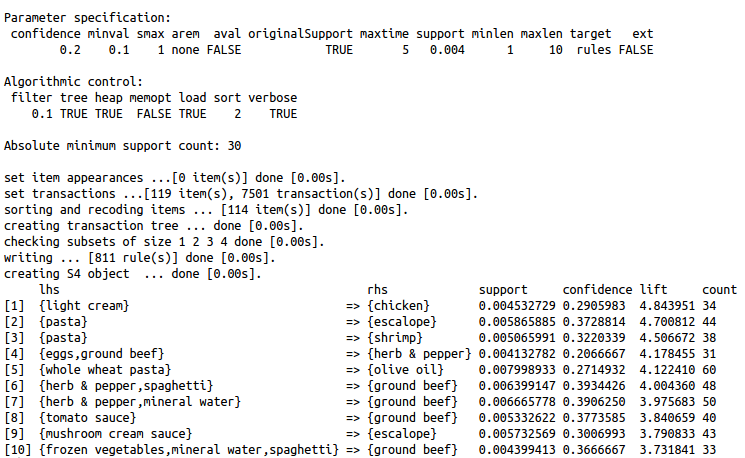 Parameter specification:
confidence minval smax arem aval originalSupport maxtime support minlen maxlen target ext
0.2 0.1 1 none FALSE TRUE 5 0.004 1 10 rules FALSE
Algorithmic control:
filter tree heap memopt load sort verbose
0.1 TRUE TRUE FALSE TRUE 2 TRUE
Absolute minimum support count: 30
set item appearances ...[0 item(s)] done [0.00s].
set transactions ...[119 item(s), 7501 transaction(s)] done [0.00s].
sorting and recoding items ... [114 item(s)] done [0.00s].
creating transaction tree ... done [0.00s].
checking subsets of size 1 2 3 4 done [0.00s].
writing ... [811 rule(s)] done [0.00s].
creating S4 object ... done [0.00s].
lhs rhs support confidence lift count
[1] {light cream} => {chicken} 0.004532729 0.2905983 4.843951 34
[2] {pasta} => {escalope} 0.005865885 0.3728814 4.700812 44
[3] {pasta} => {shrimp} 0.005065991 0.3220339 4.506672 38
[4] {eggs,ground beef} => {herb & pepper} 0.004132782 0.2066667 4.178455 31
[5] {whole wheat pasta} => {olive oil} 0.007998933 0.2714932 4.122410 60
[6] {herb & pepper,spaghetti} => {ground beef} 0.006399147 0.3934426 4.004360 48
[7] {herb & pepper,mineral water} => {ground beef} 0.006665778 0.3906250 3.975683 50
[8] {tomato sauce} => {ground beef} 0.005332622 0.3773585 3.840659 40
[9] {mushroom cream sauce} => {escalope} 0.005732569 0.3006993 3.790833 43
[10] {frozen vegetables,mineral water,spaghetti} => {ground beef} 0.004399413 0.3666667 3.731841 33